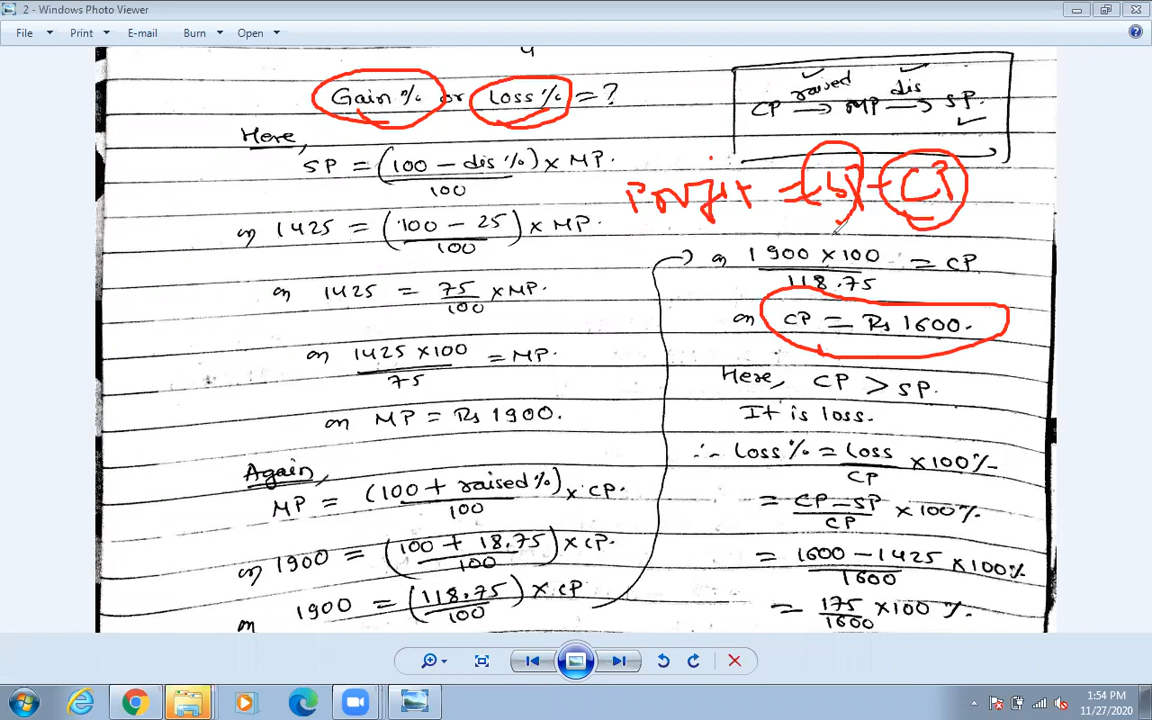 2 - Windows Photo Viewer
File Print E-mail Burn Open
Gain% or Loss% = ?
CP raised→ MP dis→ SP.
Here,
SP = (100 - dis%)/100 × MP.
Profit = SP - CP
or 1425 = (100 - 25)/100 × MP.
or 1425 = 75/100 × MP.
or 1425 × 100/75 = MP.
or MP = Rs 1900.
Again,
MP = (100 + raised%)/100 × CP.
or 1900 = (100 + 18.75)/100 × CP.
or 1900 = (118.75)/100 × CP
or 1900 × 100/118.75 = CP
or CP = Rs 1600.
Here, CP > SP.
It is loss.
∴ Loss% = Loss/CP × 100%
= CP - SP/CP × 100%
= 1600 - 1425/1600 × 100%
= 175/1600 × 100%.
1:54 PM
11/27/2020